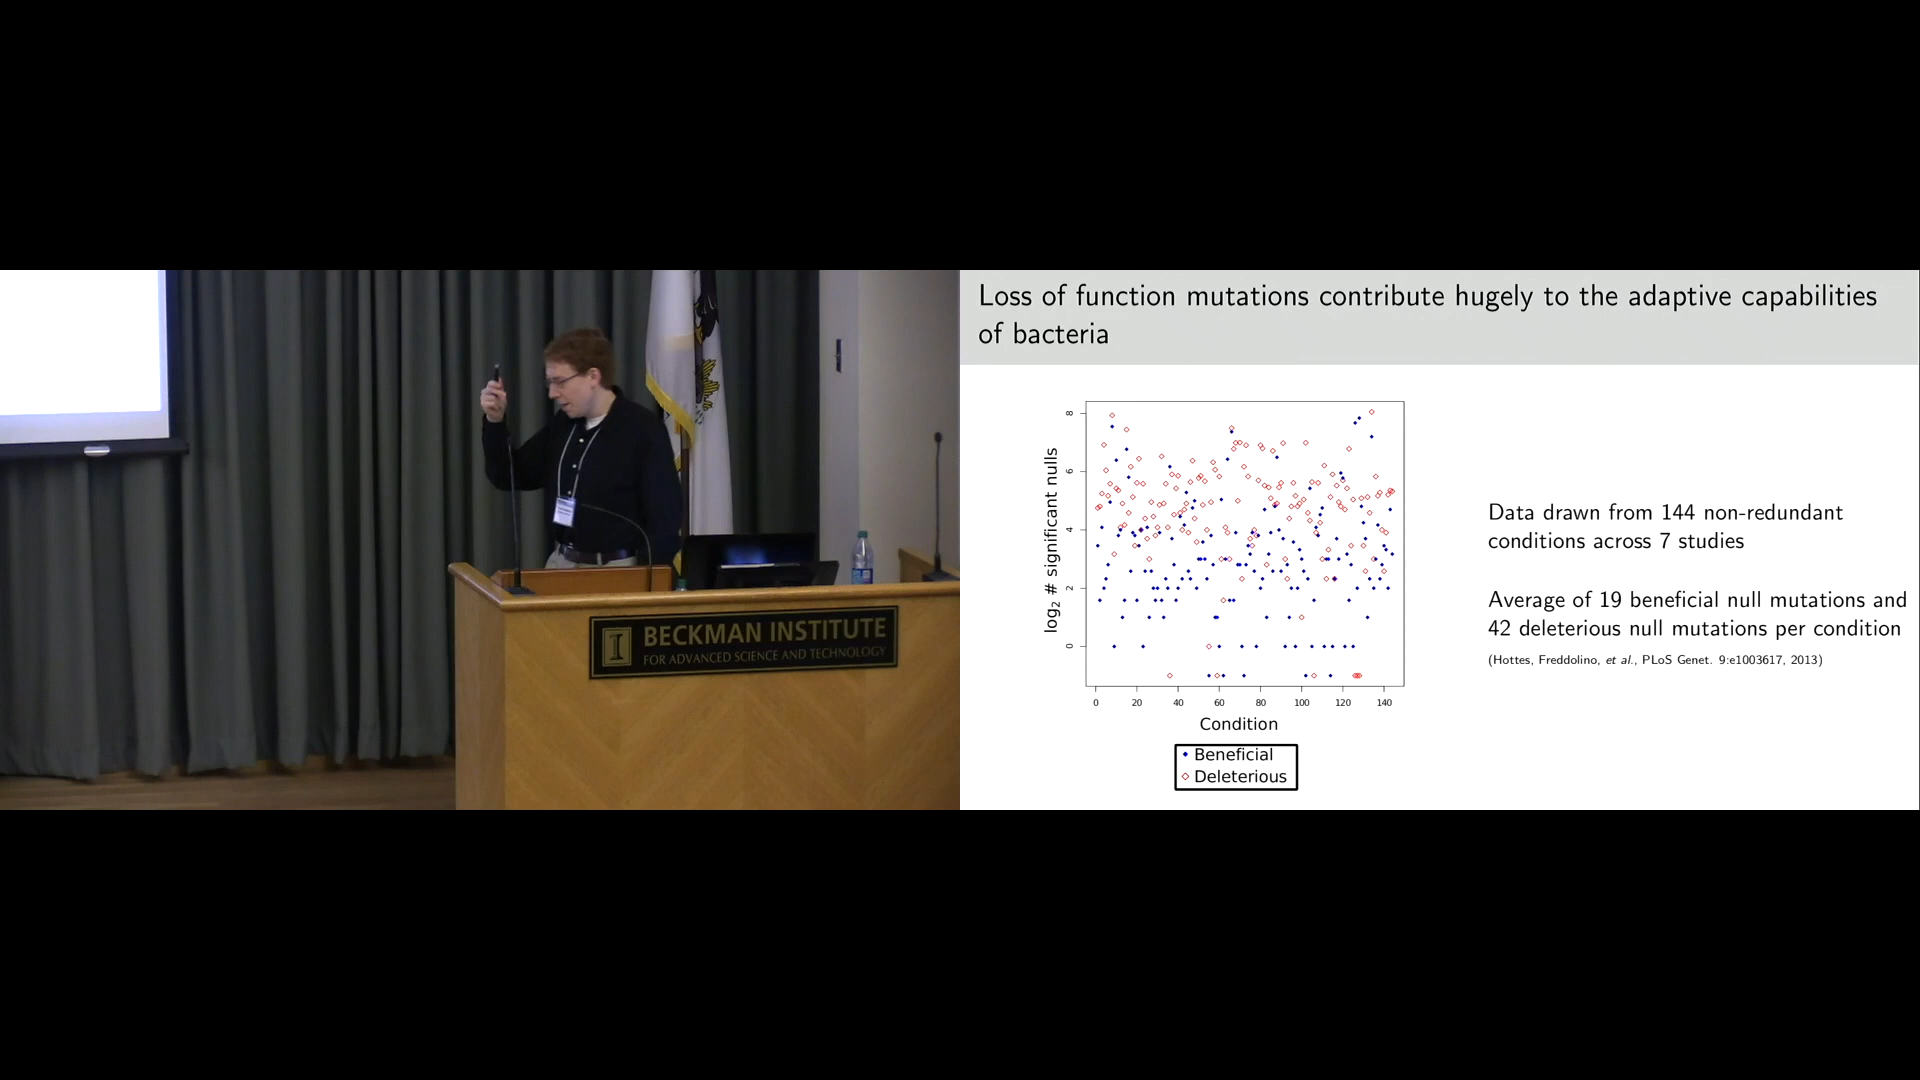 BECKMAN INSTITUTE
FOR ADVANCED SCIENCE AND TECHNOLOGY
Loss of function mutations contribute hugely to the adaptive capabilities
of bacteria
log2 # significant nulls
8
6
4
2
0
0 20 40 60 80 100 120 140
Condition
Beneficial
Deleterious
Data drawn from 144 non-redundant
conditions across 7 studies
Average of 19 beneficial null mutations and
42 deleterious null mutations per condition
(Hottes, Freddolino, et al., PLoS Genet. 9:e1003617, 2013)